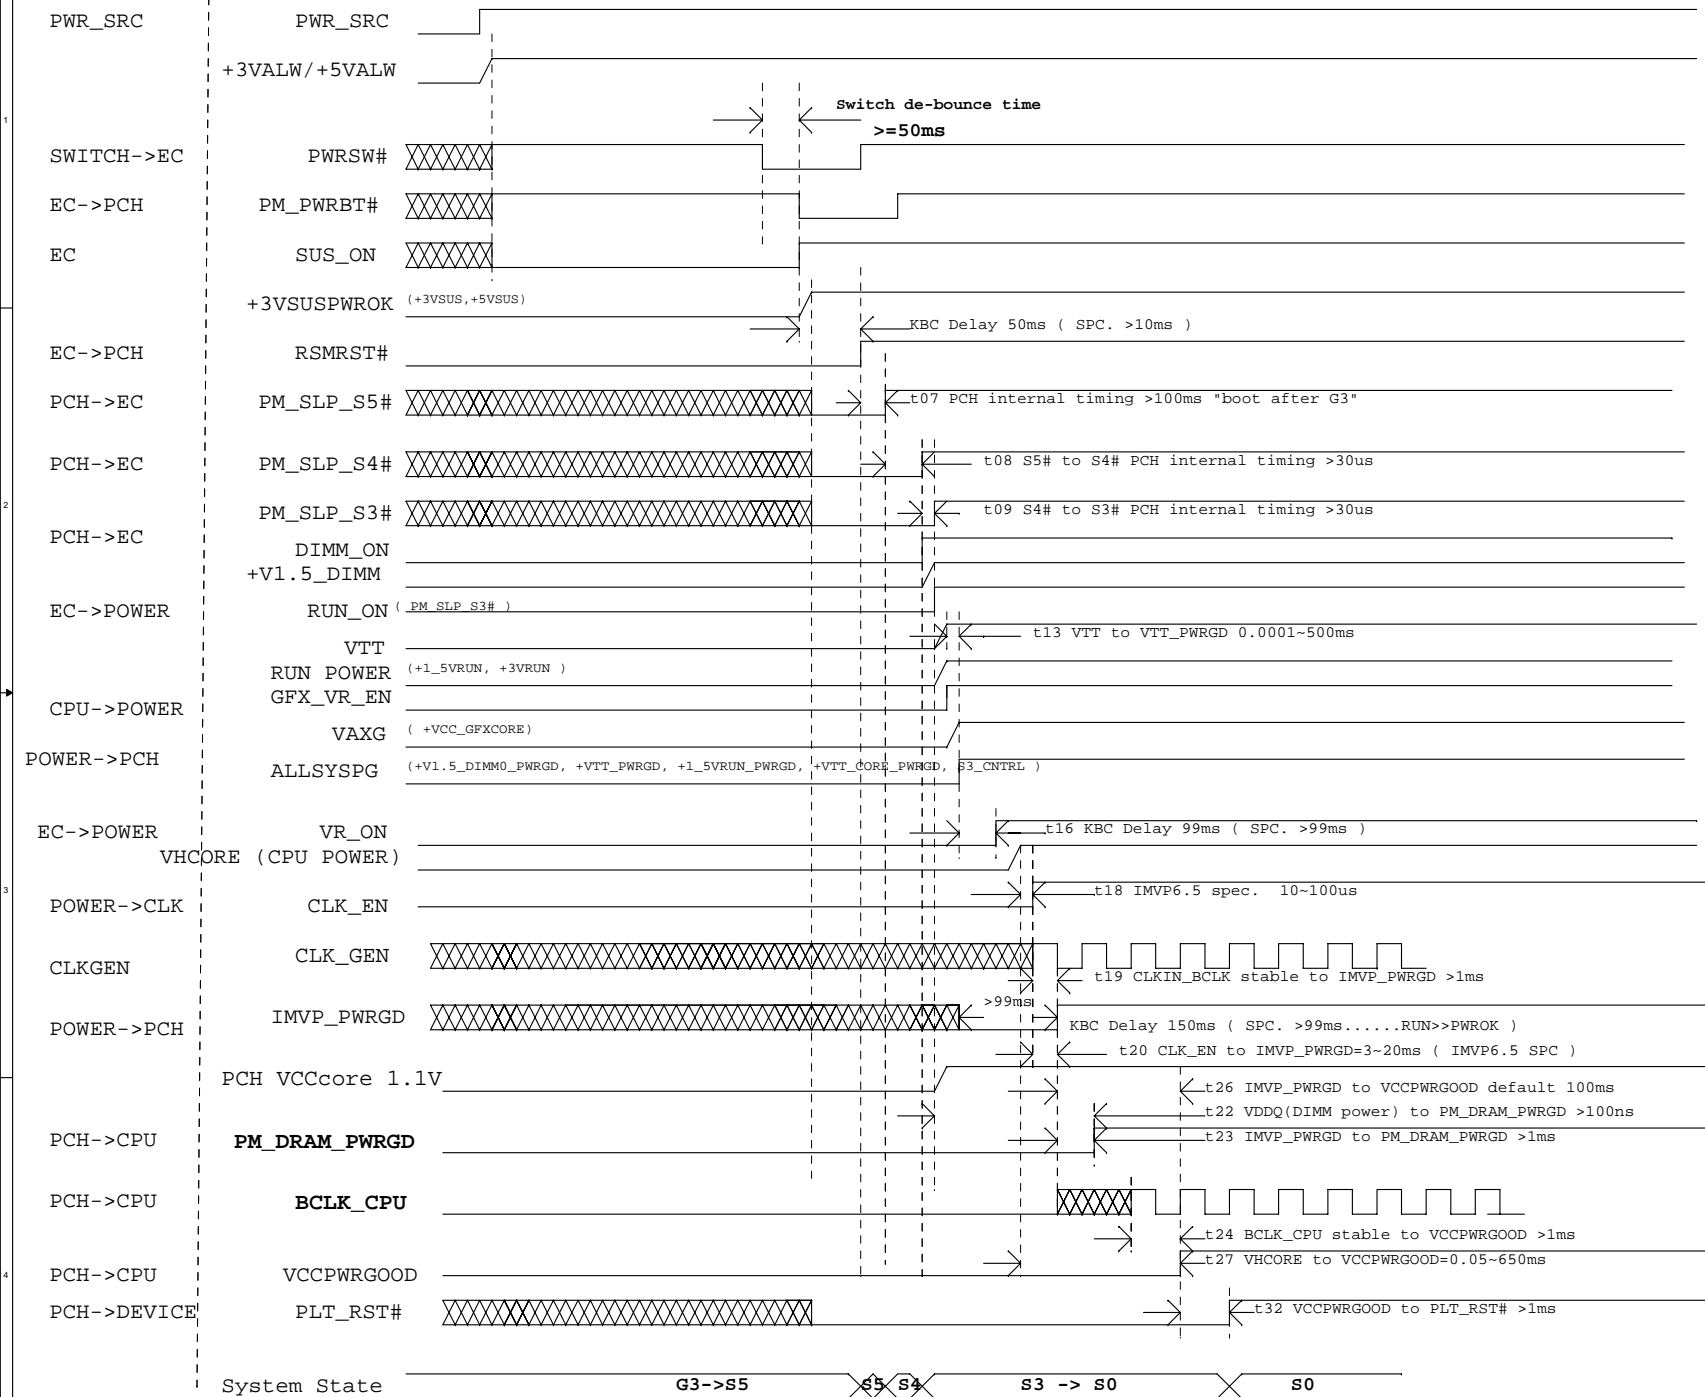 PWR_SRC PWR_SRC
+3VALW/+5VALW
Switch de-bounce time
1
>=50ms
SWITCH->EC PWRSW#
EC->PCH PM_PWRBT#
EC SUS_ON
+3VSUSPWROK (+3VSUS,+5VSUS)
KBC Delay 50ms ( SPC. >10ms )
EC->PCH RSMRST#
PCH->EC PM_SLP_S5# t07 PCH internal timing >100ms "boot after G3"
PCH->EC PM_SLP_S4# t08 S5# to S4# PCH internal timing >30us
2 PM_SLP_S3# t09 S4# to S3# PCH internal timing >30us
PCH->EC
DIMM_ON
+V1.5_DIMM
EC->POWER RUN_ON ( PM_SLP_S3# )
t13 VTT to VTT_PWRGD 0.0001~500ms
VTT
RUN POWER (+1_5VRUN, +3VRUN )
GFX_VR_EN
CPU->POWER
VAXG ( +VCC_GFXCORE)
POWER->PCH
ALLSYSPG (+V1.5_DIMM0_PWRGD, +VTT_PWRGD, +1_5VRUN_PWRGD, +VTT_CORE_PWRGD, S3_CNTRL )
EC->POWER VR_ON t16 KBC Delay 99ms ( SPC. >99ms )
VHCORE (CPU POWER)
3 t18 IMVP6.5 spec. 10~100us
POWER->CLK CLK_EN
CLK_GEN
CLKGEN
t19 CLKIN_BCLK stable to IMVP_PWRGD >1ms
>99ms
IMVP_PWRGD
POWER->PCH KBC Delay 150ms ( SPC. >99ms......RUN>>PWROK )
t20 CLK_EN to IMVP_PWRGD=3~20ms ( IMVP6.5 SPC )
PCH VCCcore 1.1V
t26 IMVP_PWRGD to VCCPWRGOOD default 100ms
t22 VDDQ(DIMM power) to PM_DRAM_PWRGD >100ns
PCH->CPU PM_DRAM_PWRGD t23 IMVP_PWRGD to PM_DRAM_PWRGD >1ms
PCH->CPU BCLK_CPU
t24 BCLK_CPU stable to VCCPWRGOOD >1ms
t27 VHCORE to VCCPWRGOOD=0.05~650ms
4 PCH->CPU VCCPWRGOOD
PCH->DEVICE PLT_RST# t32 VCCPWRGOOD to PLT_RST# >1ms
System State G3->S5 S5 S4 S3 -> S0 S0